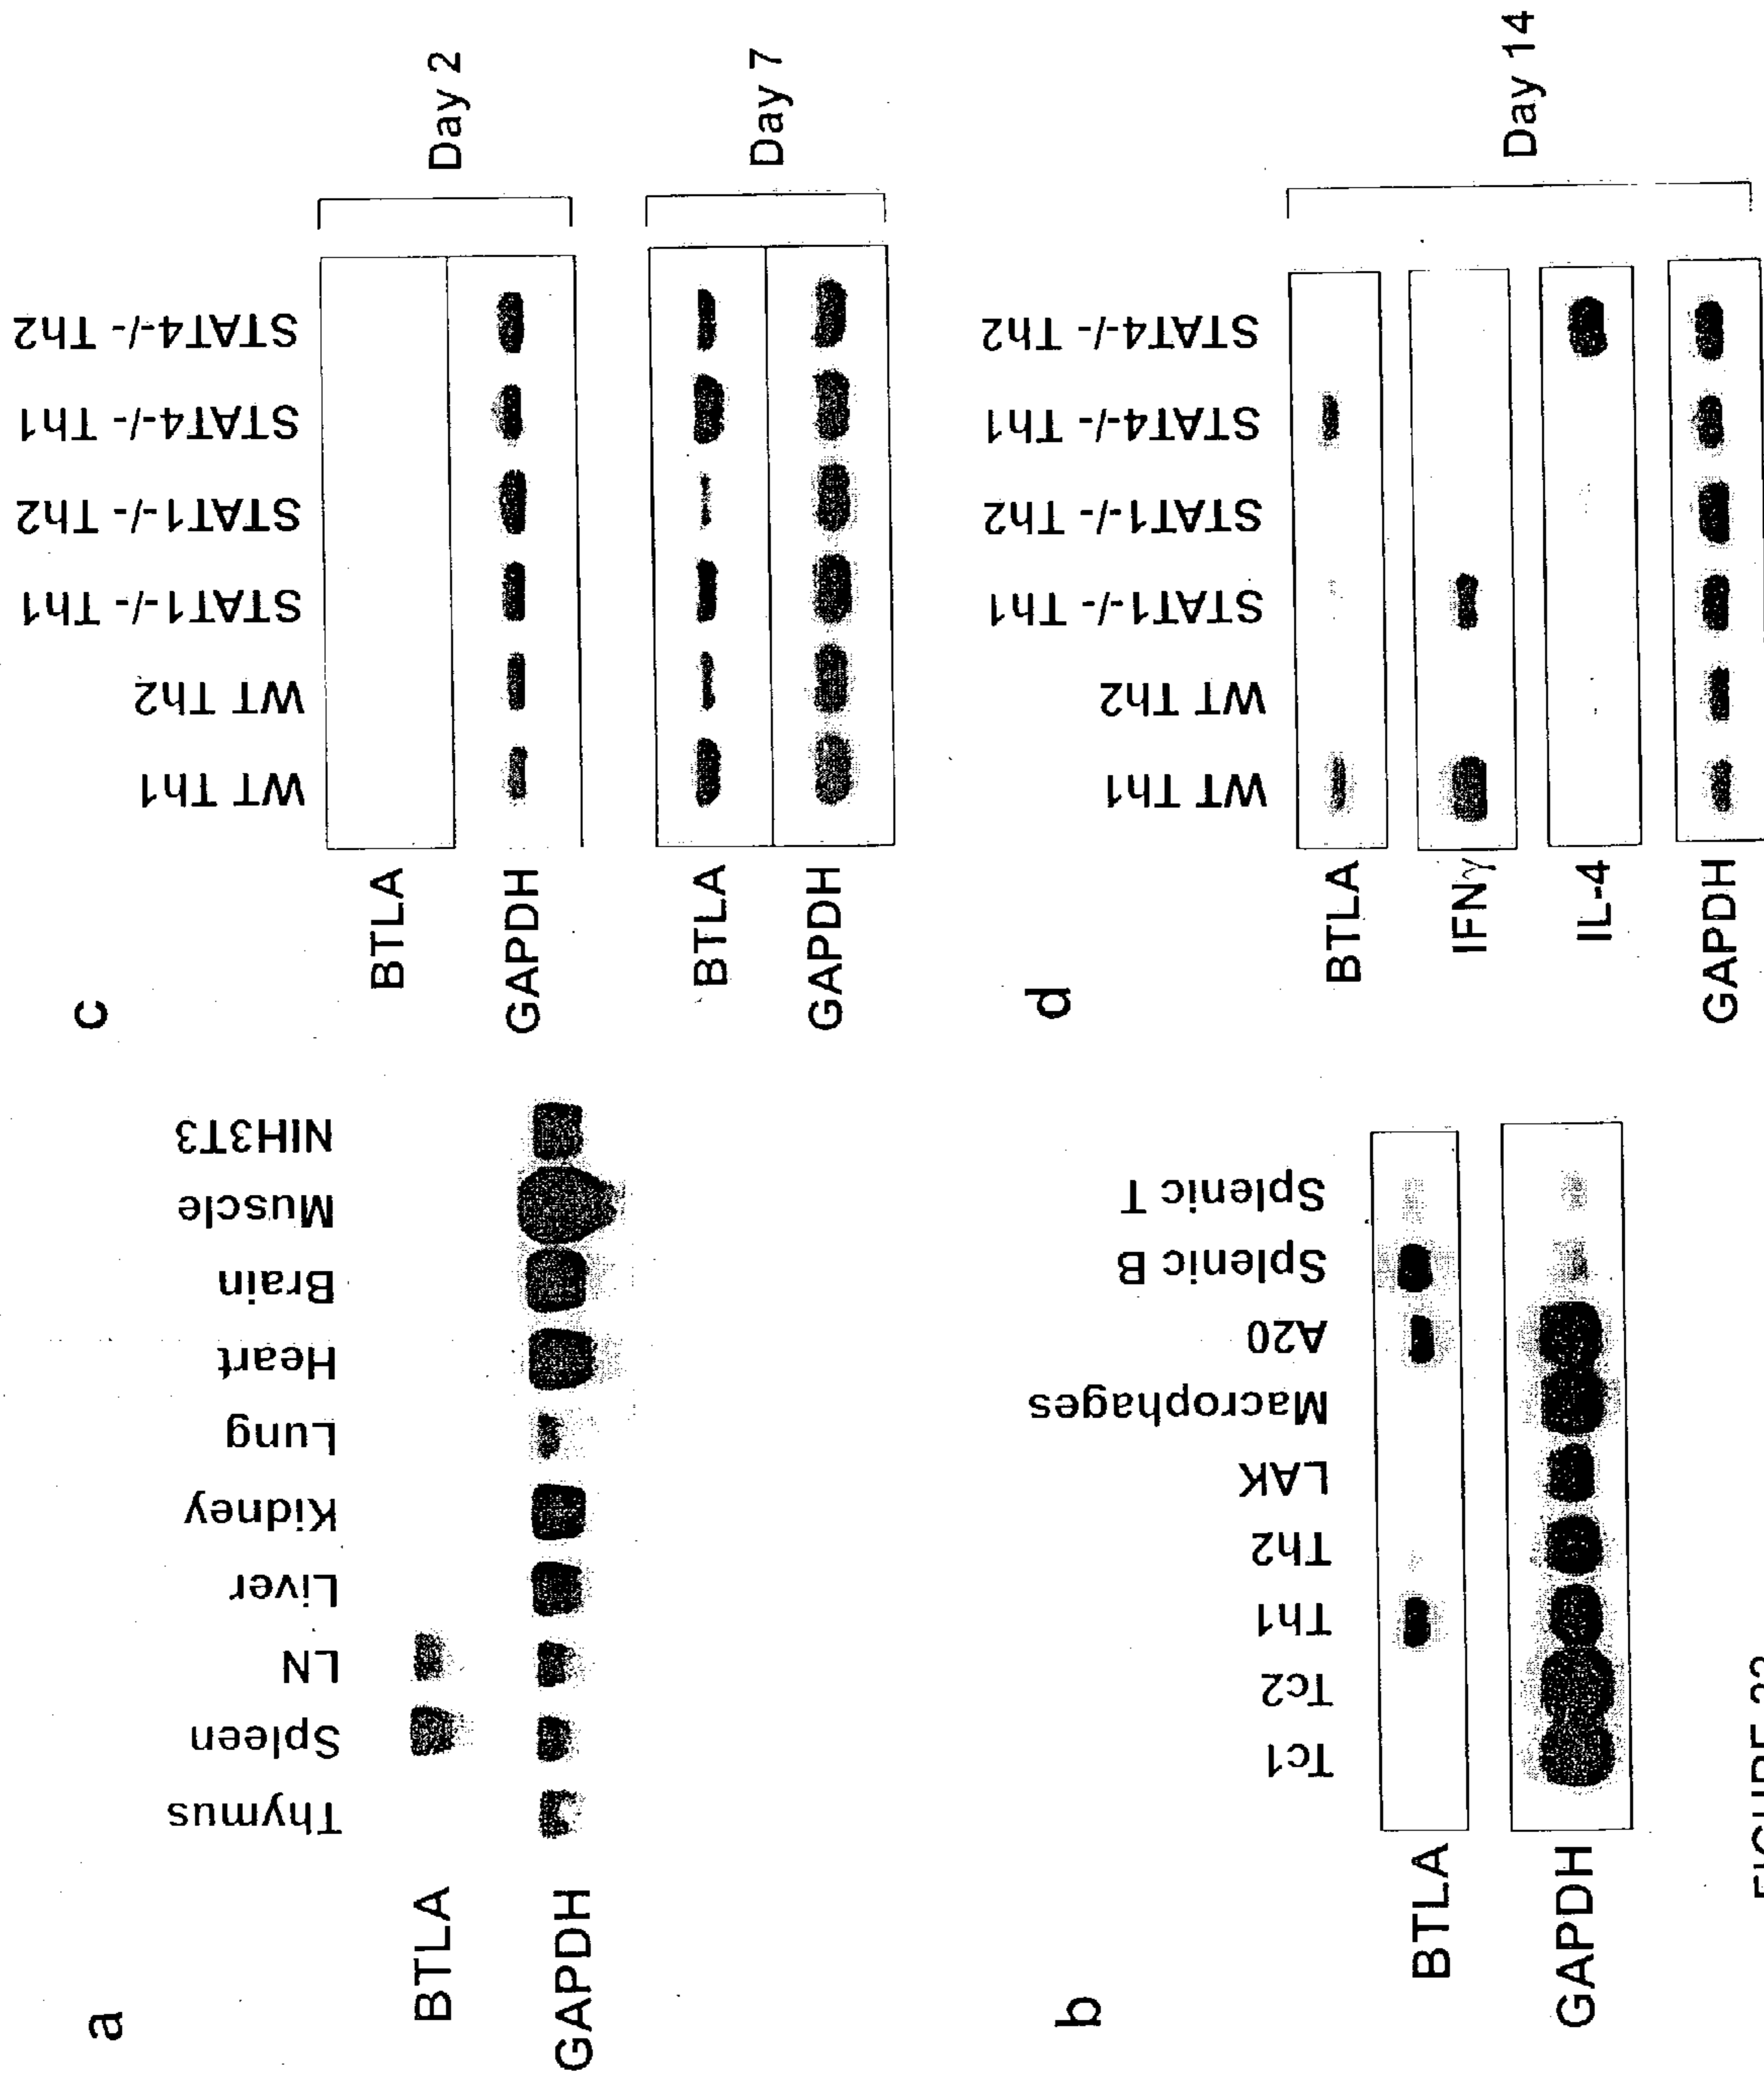 a
Thymus
Spleen
LN
Liver
Kidney
Lung
Heart
Brain
Muscle
NIH3T3
BTLA
GAPDH
b
Tc1
Tc2
Th1
Th2
LAK
Macrophages
A20
Splenic B
Splenic T
BTLA
GAPDH
c
WT Th1
WT Th2
STAT1-/- Th1
STAT1-/- Th2
STAT4-/- Th1
STAT4-/- Th2
BTLA
GAPDH
Day 2
BTLA
GAPDH
Day 7
d
WT Th1
WT Th2
STAT1-/- Th1
STAT1-/- Th2
STAT4-/- Th1
STAT4-/- Th2
BTLA
IFNγ
IL-4
GAPDH
Day 14
FIGURE